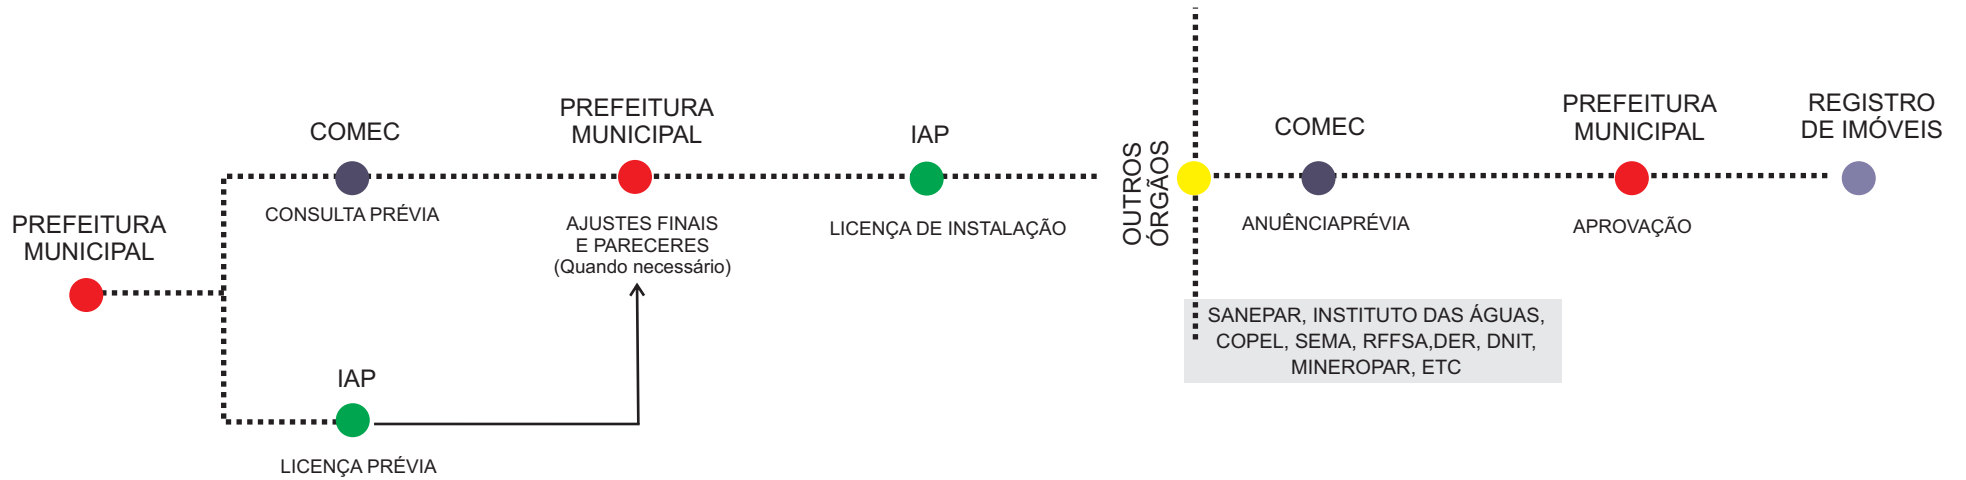 PREFEITURA
MUNICIPAL
COMEC
CONSULTA PRÉVIA
IAP
LICENÇA PRÉVIA
PREFEITURA
MUNICIPAL
AJUSTES FINAIS
E PARECERES
(Quando necessário)
IAP
LICENÇA DE INSTALAÇÃO
OUTROS
ÓRGÃOS
SANEPAR, INSTITUTO DAS ÁGUAS,
COPEL, SEMA, RFFSA,DER, DNIT,
MINEROPAR, ETC
COMEC
ANUÊNCIAPRÉVIA
PREFEITURA
MUNICIPAL
APROVAÇÃO
REGISTRO
DE IMÓVEIS